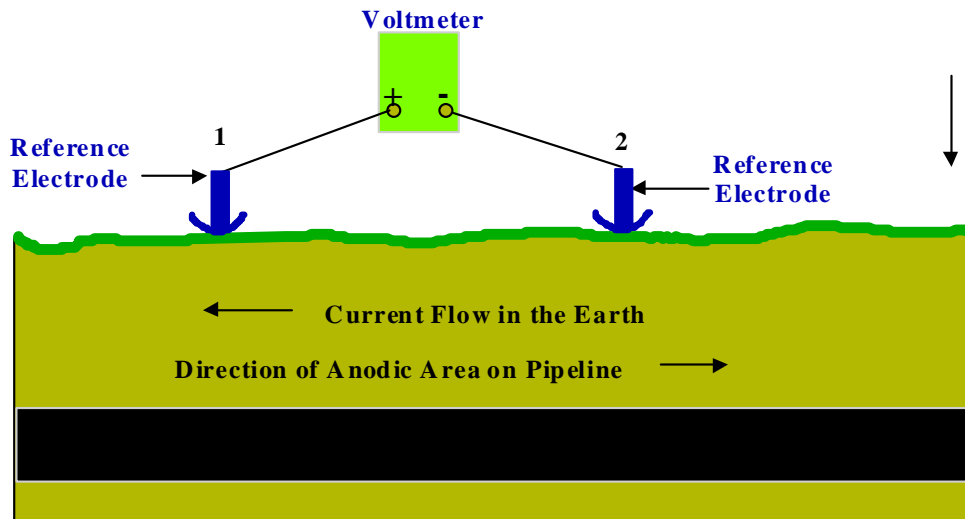 Voltmeter
+ -
1
2
Reference
Electrode
Reference
Electrode
Current Flow in the Earth
Direction of Anodic Area on Pipeline